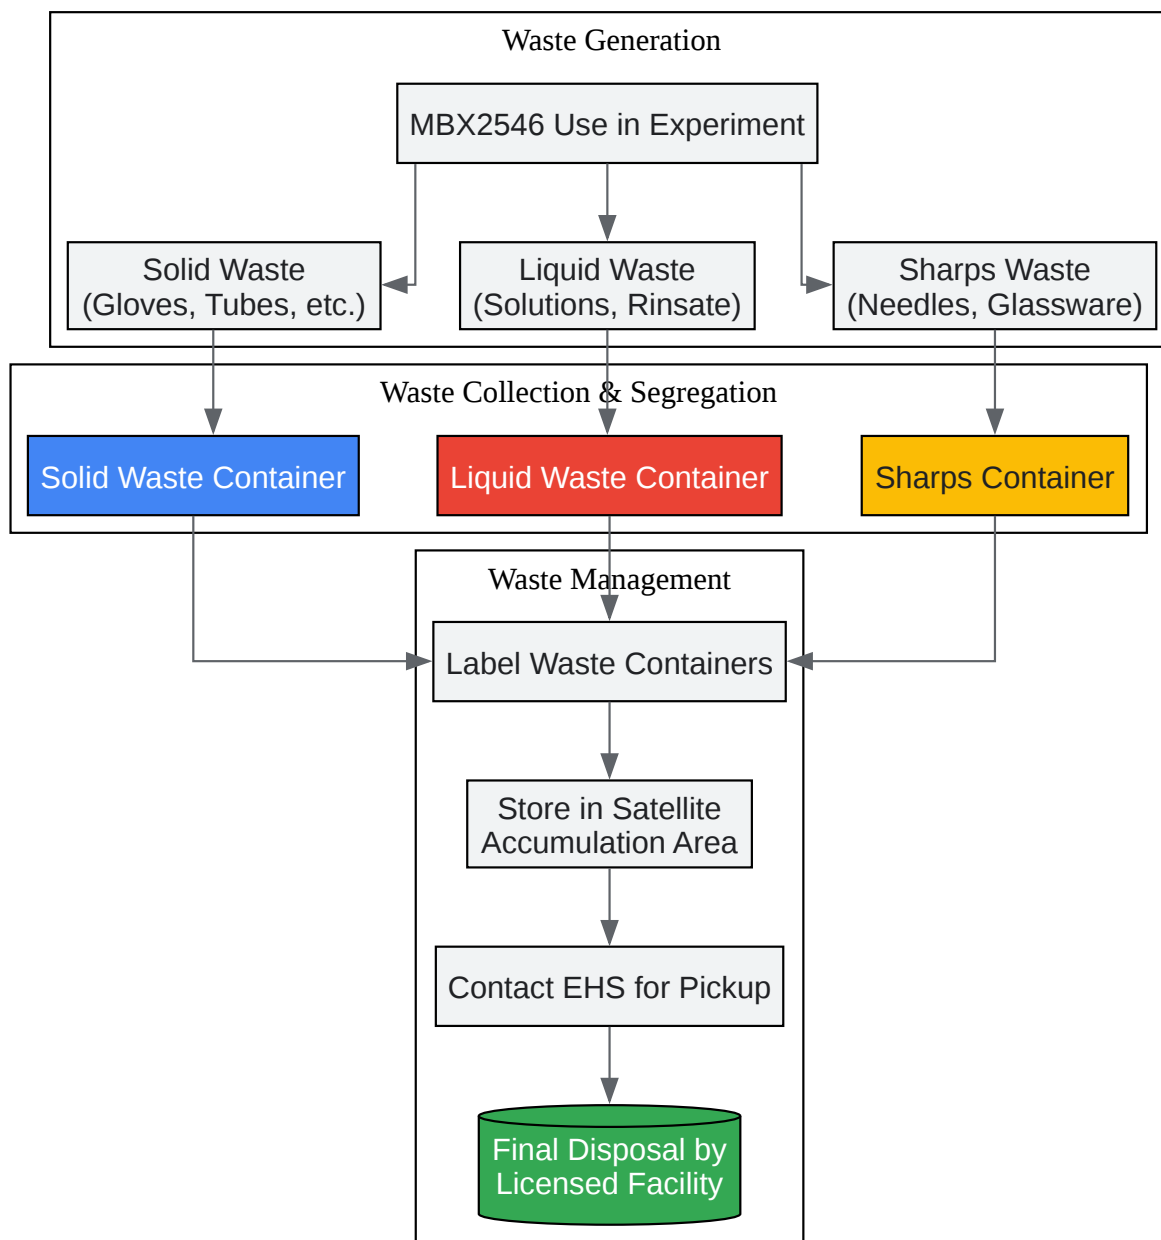 Waste Generation
MBX2546 Use in Experiment
Solid Waste
(Gloves, Tubes, etc.)
Liquid Waste
(Solutions, Rinsate)
Sharps Waste
(Needles, Glassware)
Waste Collection & Segregation
Solid Waste Container
Liquid Waste Container
Sharps Container
Waste Management
Label Waste Containers
Store in Satellite
Accumulation Area
Contact EHS for Pickup
Final Disposal by
Licensed Facility